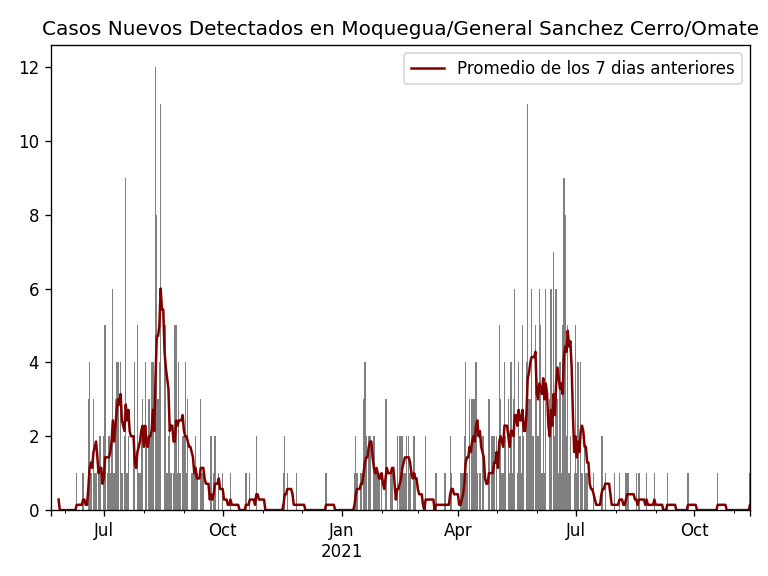 Casos Nuevos Detectados en Moquegua/General Sanchez Cerro/Omate
Promedio de los 7 dias anteriores
12
10
8
6
4
2
0
Jul
Oct
Jan
2021
Apr
Jul
Oct